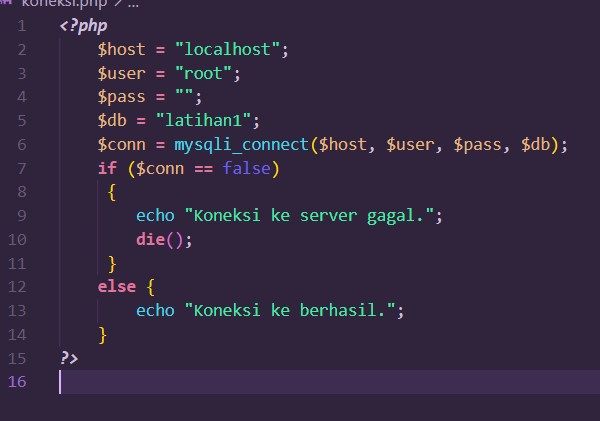 koneksi.php > ...
1 <?php
2 $host = "localhost";
3 $user = "root";
4 $pass = "";
5 $db = "latihan1";
6 $conn = mysqli_connect($host, $user, $pass, $db);
7 if ($conn == false)
8 {
9 echo "Koneksi ke server gagal.";
10 die();
11 }
12 else {
13 echo "Koneksi ke berhasil.";
14 }
15 ?>
16